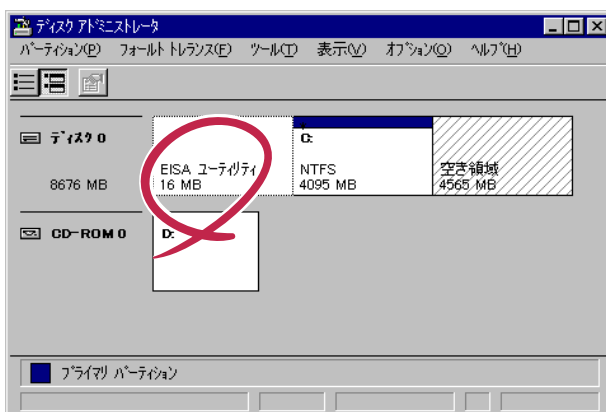 ディスク アドミニストレータ
パーティション(P) フォールト トレランス(F) ツール(T) 表示(V) オプション(O) ヘルプ(H)
ディスク 0
8676 MB
EISA ユーティリティ
16 MB
C:
NTFS
4095 MB
空き領域
4565 MB
CD-ROM 0
D:
プライマリ パーティション